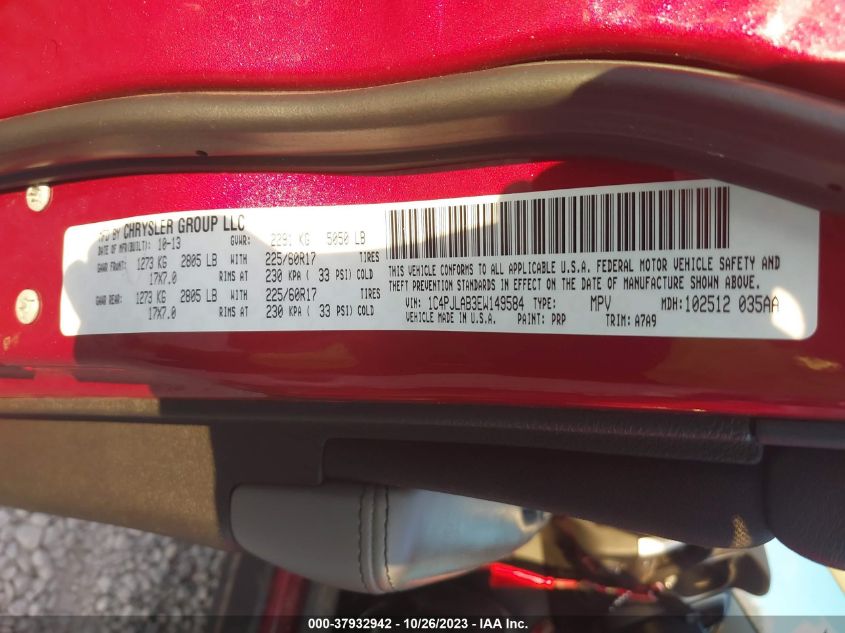 MFD BY CHRYSLER GROUP LLC
DATE OF MFR(BUILT): 10-13 GVWR: 2291 KG 5050 LB
GAWR FRONT: 1273 KG 2805 LB WITH 225/60R17 TIRES
17X7.0 RIMS AT 230 KPA ( 33 PSI) COLD
GAWR REAR: 1273 KG 2805 LB WITH 225/60R17 TIRES
17X7.0 RIMS AT 230 KPA ( 33 PSI) COLD
THIS VEHICLE CONFORMS TO ALL APPLICABLE U.S.A. FEDERAL MOTOR VEHICLE SAFETY AND
THEFT PREVENTION STANDARDS IN EFFECT ON THE DATE OF MANUFACTURE SHOWN ABOVE.
VIN: 1C4PJLAB3EW149584 TYPE: MPV MDH: 102512 035AA
VEHICLE MADE IN U.S.A. PAINT: PRP TRIM: A7A9
000-37932942 - 10/26/2023 - IAA Inc.